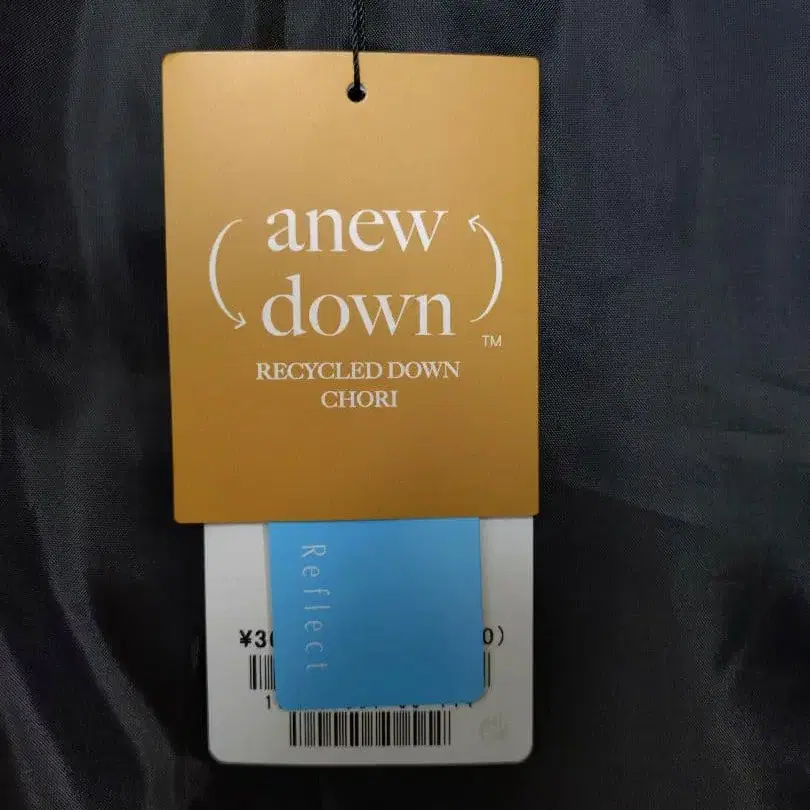 anew
down
TM
RECYCLED DOWN
CHORI
Reflect